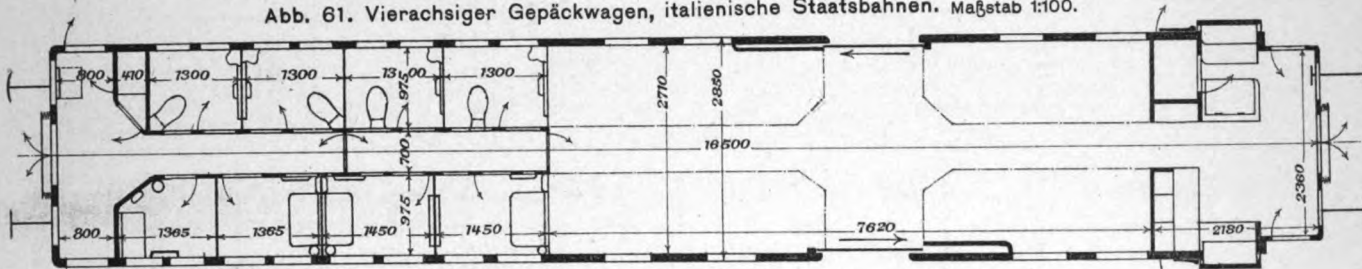 Abb. 61. Vierachsiger Gepäckwagen, italienische Staatsbahnen. Maßstab 1:100.
800 410 1300 1300 1300 1300
975
2710
2850
700
16500
2360
975
800 1365 1365 1450 1450 7620 2180